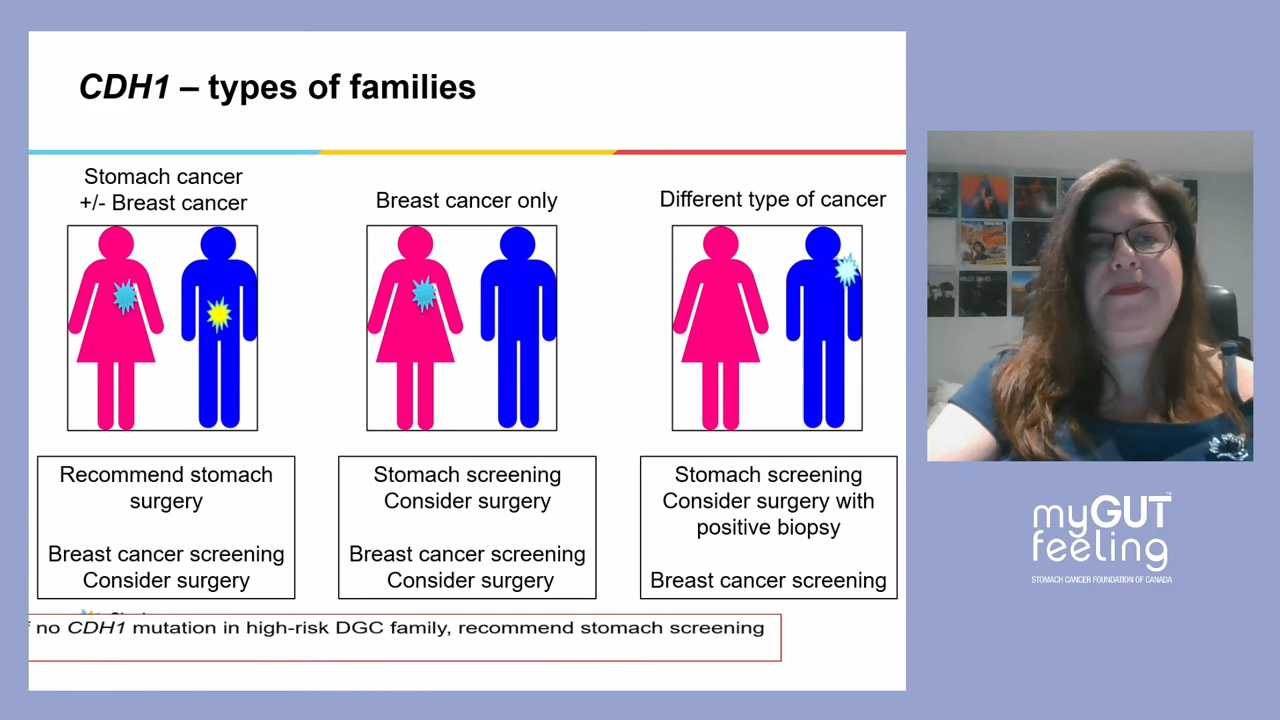 CDH1 – types of families
Stomach cancer
+/- Breast cancer
Breast cancer only
Different type of cancer
Recommend stomach
surgery
Breast cancer screening
Consider surgery
Stomach screening
Consider surgery
Breast cancer screening
Consider surgery
Stomach screening
Consider surgery with
positive biopsy
Breast cancer screening
no CDH1 mutation in high-risk DGC family, recommend stomach screening
myGUT
feeling
STOMACH CANCER FOUNDATION OF CANADA